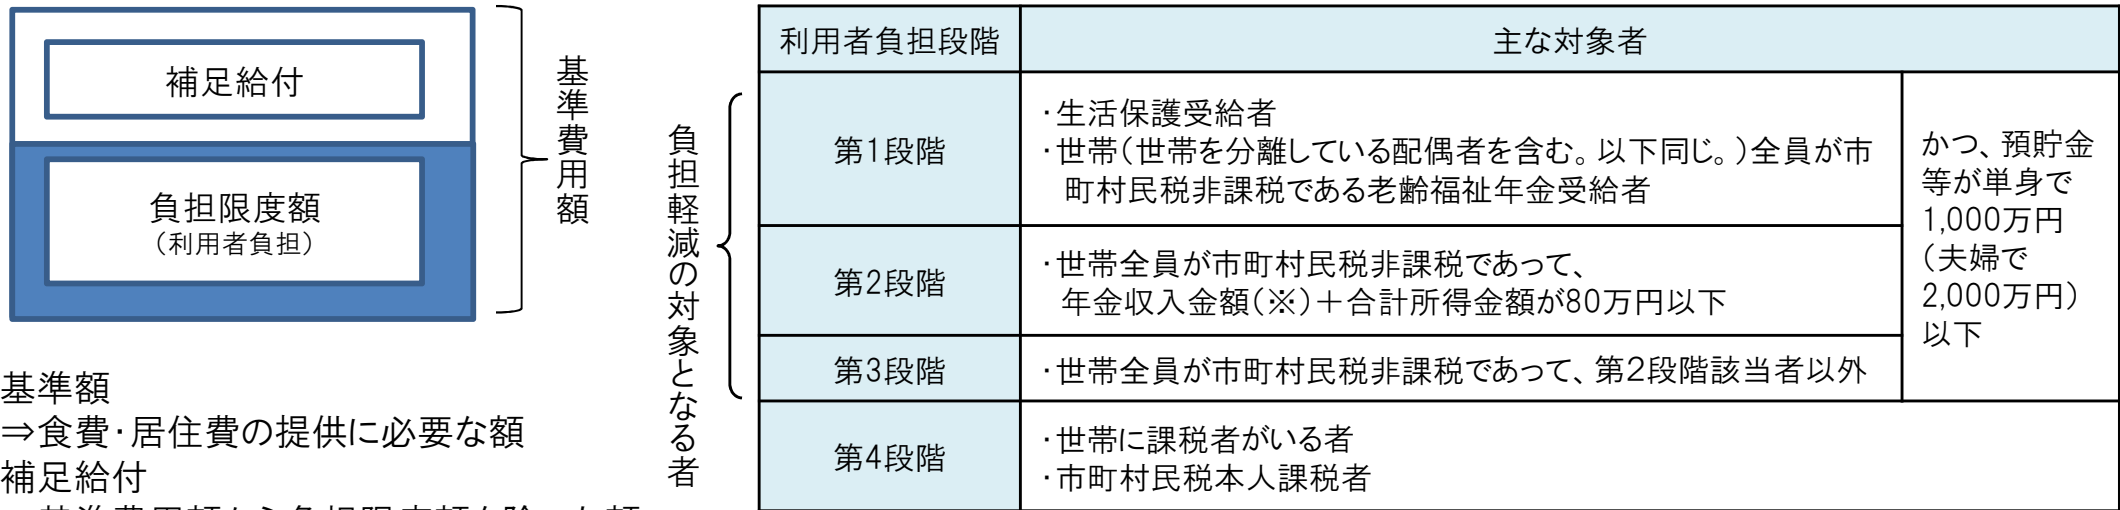 補足給付
負担限度額
（利用者負担）
基準費用額
基準額
⇒食費・居住費の提供に必要な額
補足給付
負担軽減の対象となる者
利用者負担段階
主な対象者
第1段階
・生活保護受給者
・世帯（世帯を分離している配偶者を含む。以下同じ。）全員が市
町村民税非課税である老齢福祉年金受給者
かつ、預貯金
等が単身で
1,000万円
（夫婦で
2,000万円）
以下
第2段階
・世帯全員が市町村民税非課税であって、
年金収入金額（※）＋合計所得金額が80万円以下
第3段階
・世帯全員が市町村民税非課税であって、第２段階該当者以外
第4段階
・世帯に課税者がいる者
・市町村民税本人課税者